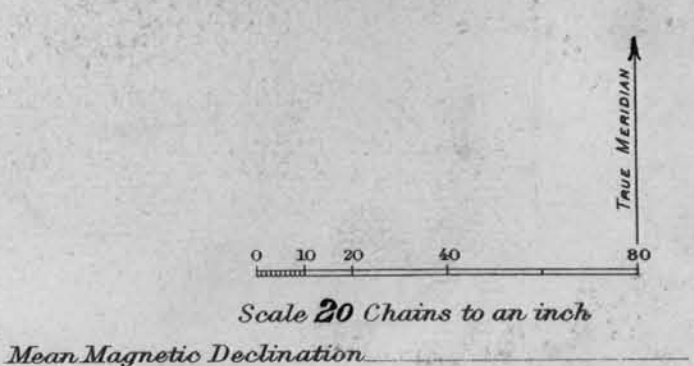 TRUE MERIDIAN
0 10 20 40 80
Scale 20 Chains to an inch
Mean Magnetic Declination